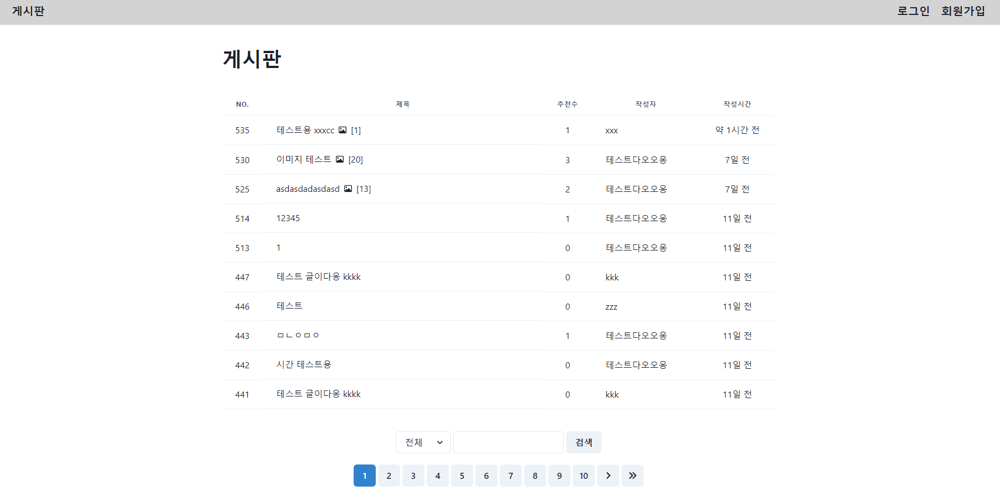 게시판 로그인 회원가입
게시판
NO. 제목 추천수 작성자 작성시간
535 테스트용 xxxcc [1] 1 xxx 약 1시간 전
530 이미지 테스트 [20] 3 테스트다오오옹 7일 전
525 asdasdadasdasd [13] 2 테스트다오오옹 7일 전
514 12345 1 테스트다오오옹 11일 전
513 1 0 테스트다오오옹 11일 전
447 테스트 글이다옹 kkkk 0 kkk 11일 전
446 테스트 0 zzz 11일 전
443 ㅁㄴㅇㅁㅇ 1 테스트다오오옹 11일 전
442 시간 테스트용 0 테스트다오오옹 11일 전
441 테스트 글이다옹 kkkk 0 kkk 11일 전
전체 검색
1 2 3 4 5 6 7 8 9 10